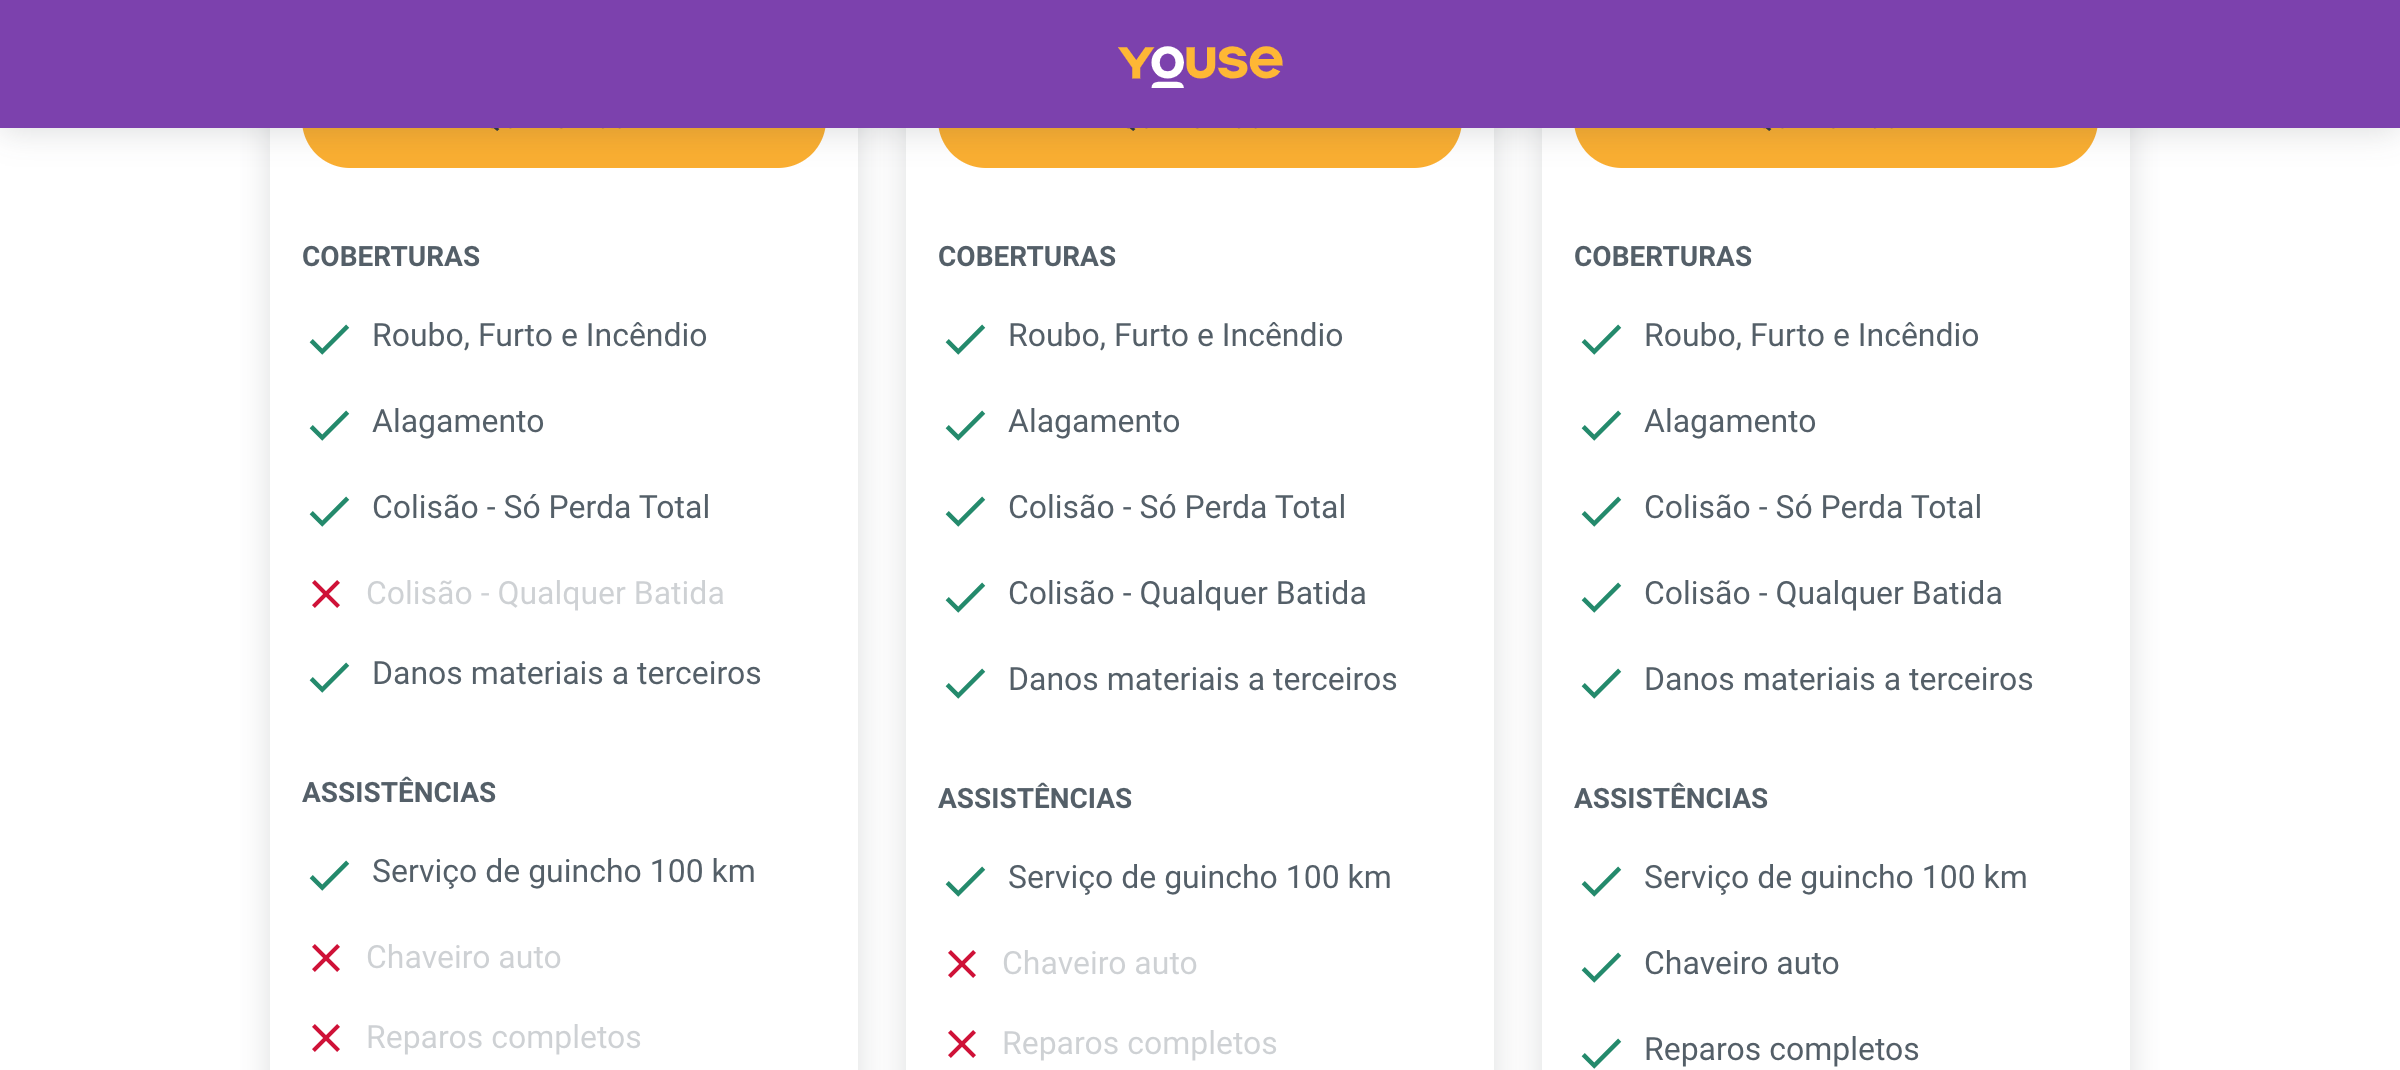 YOUSE
COBERTURAS
Roubo, Furto e Incêndio
Alagamento
Colisão - Só Perda Total
Colisão - Qualquer Batida
Danos materiais a terceiros
ASSISTÊNCIAS
Serviço de guincho 100 km
Chaveiro auto
Reparos completos
COBERTURAS
Roubo, Furto e Incêndio
Alagamento
Colisão - Só Perda Total
Colisão - Qualquer Batida
Danos materiais a terceiros
ASSISTÊNCIAS
Serviço de guincho 100 km
Chaveiro auto
Reparos completos
COBERTURAS
Roubo, Furto e Incêndio
Alagamento
Colisão - Só Perda Total
Colisão - Qualquer Batida
Danos materiais a terceiros
ASSISTÊNCIAS
Serviço de guincho 100 km
Chaveiro auto
Reparos completos